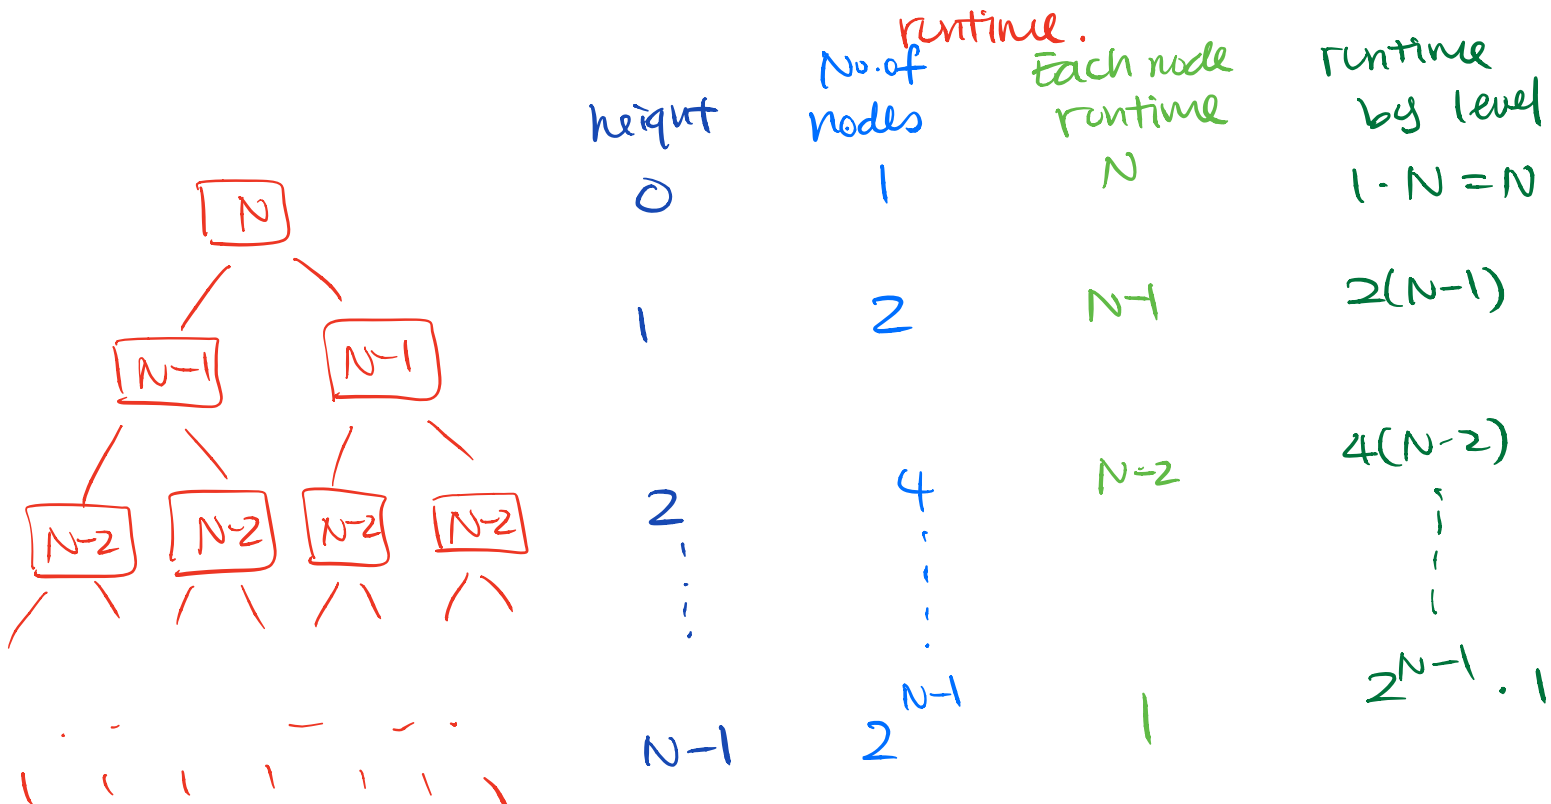 runtime.
height No. of nodes Each node runtime runtime by level
N 0 1 N 1 · N = N
N-1 N-1 1 2 N-1 2(N-1)
N-2 N-2 N-2 N-2 2 4 N-2 4(N-2)
N-1 2^N-1 1 2^N-1 · 1